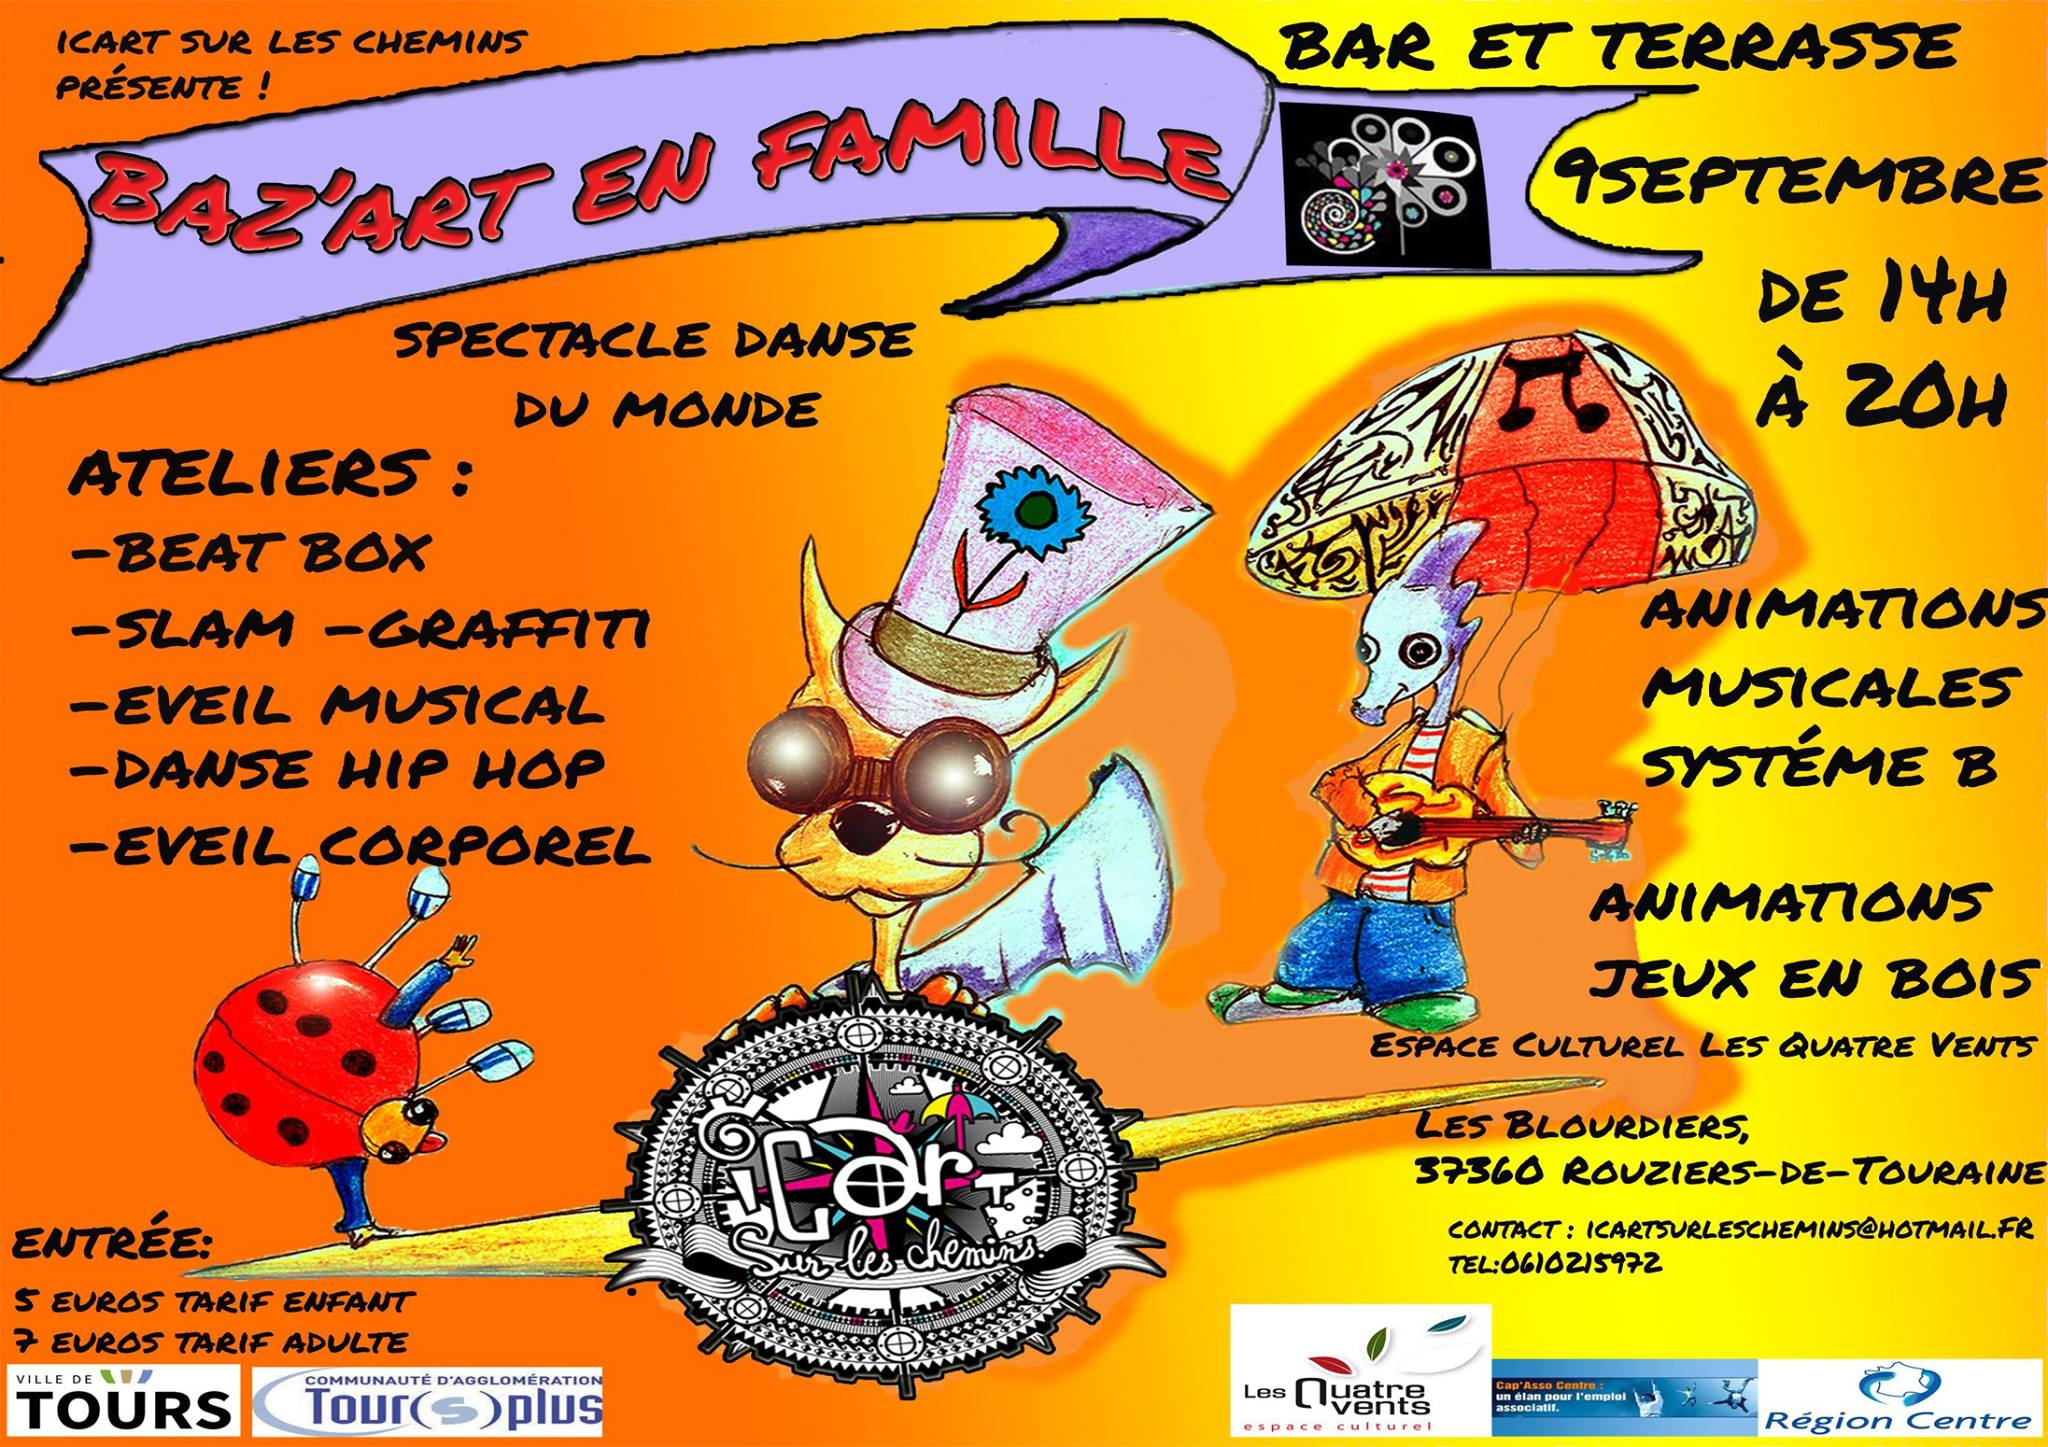 ICART SUR LES CHEMINS
PRÉSENTE !
BAZ'ART EN FAMILLE
BAR ET TERRASSE
9SEPTEMBRE
DE 14H
À 20H
SPECTACLE DANSE
DU MONDE
ATELIERS :
-BEAT BOX
-SLAM -GRAFFITI
-EVEIL MUSICAL
-DANSE HIP HOP
-EVEIL CORPOREL
ANIMATIONS
MUSICALES
SYSTÉME B
ANIMATIONS
JEUX EN BOIS
ESPACE CULTUREL LES QUATRE VENTS
LES BLOURDIERS,
37360 ROUZIERS-DE-TOURAINE
CONTACT : ICARTSURLESCHEMINS@HOTMAIL.FR
TEL:0610215972
iCarT
Sur les chemins.
ENTRÉE:
5 EUROS TARIF ENFANT
7 EUROS TARIF ADULTE
VILLE DE
TOURS
COMMUNAUTÉ D'AGGLOMÉRATION
Tour(s)plus
Les Quatre
vents
espace culturel
Cap'Asso Centre :
un élan pour l'emploi
associatif.
Région Centre